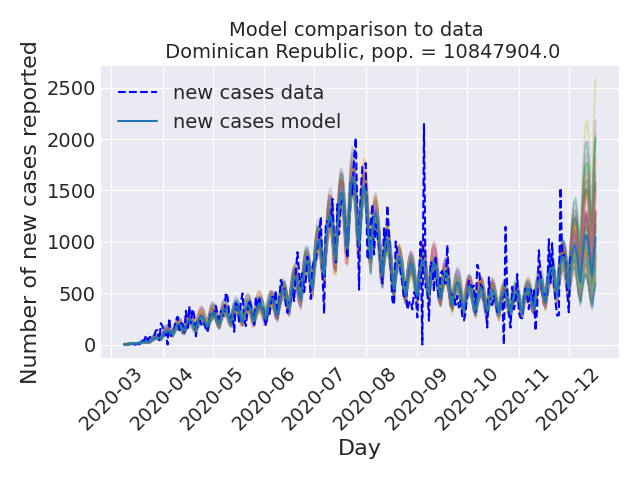 Model comparison to data
Dominican Republic, pop. = 10847904.0
Number of new cases reported
2500
2000
1500
1000
500
0
new cases data
new cases model
2020-03
2020-04
2020-05
2020-06
2020-07
2020-08
2020-09
2020-10
2020-11
2020-12
Day